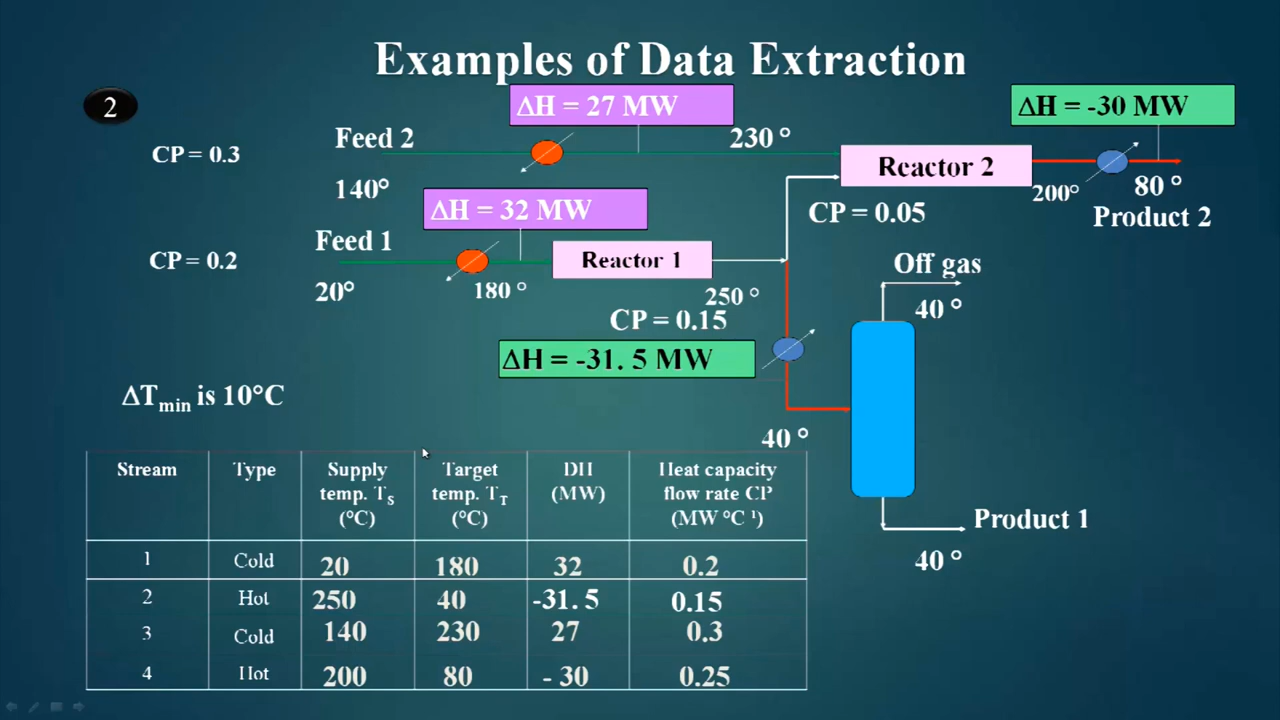 Examples of Data Extraction
2
ΔH = 27 MW
ΔH = -30 MW
CP = 0.3
Feed 2
230 °
Reactor 2
140°
200°
80 °
Product 2
ΔH = 32 MW
CP = 0.05
CP = 0.2
Feed 1
Reactor 1
Off gas
20°
180 °
250 °
40 °
CP = 0.15
ΔH = -31. 5 MW
ΔTmin is 10°C
40 °
Product 1
40 °
Stream Type Supply temp. TS (°C) Target temp. TT (°C) DH (MW) Heat capacity flow rate CP (MW °C-1)
1 Cold 20 180 32 0.2
2 Hot 250 40 -31. 5 0.15
3 Cold 140 230 27 0.3
4 Hot 200 80 - 30 0.25